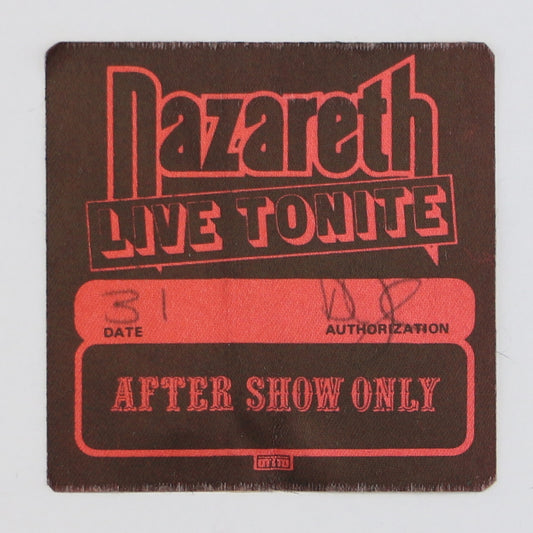 Nazareth
LIVE TONITE
31
DATE AUTHORIZATION
AFTER SHOW ONLY